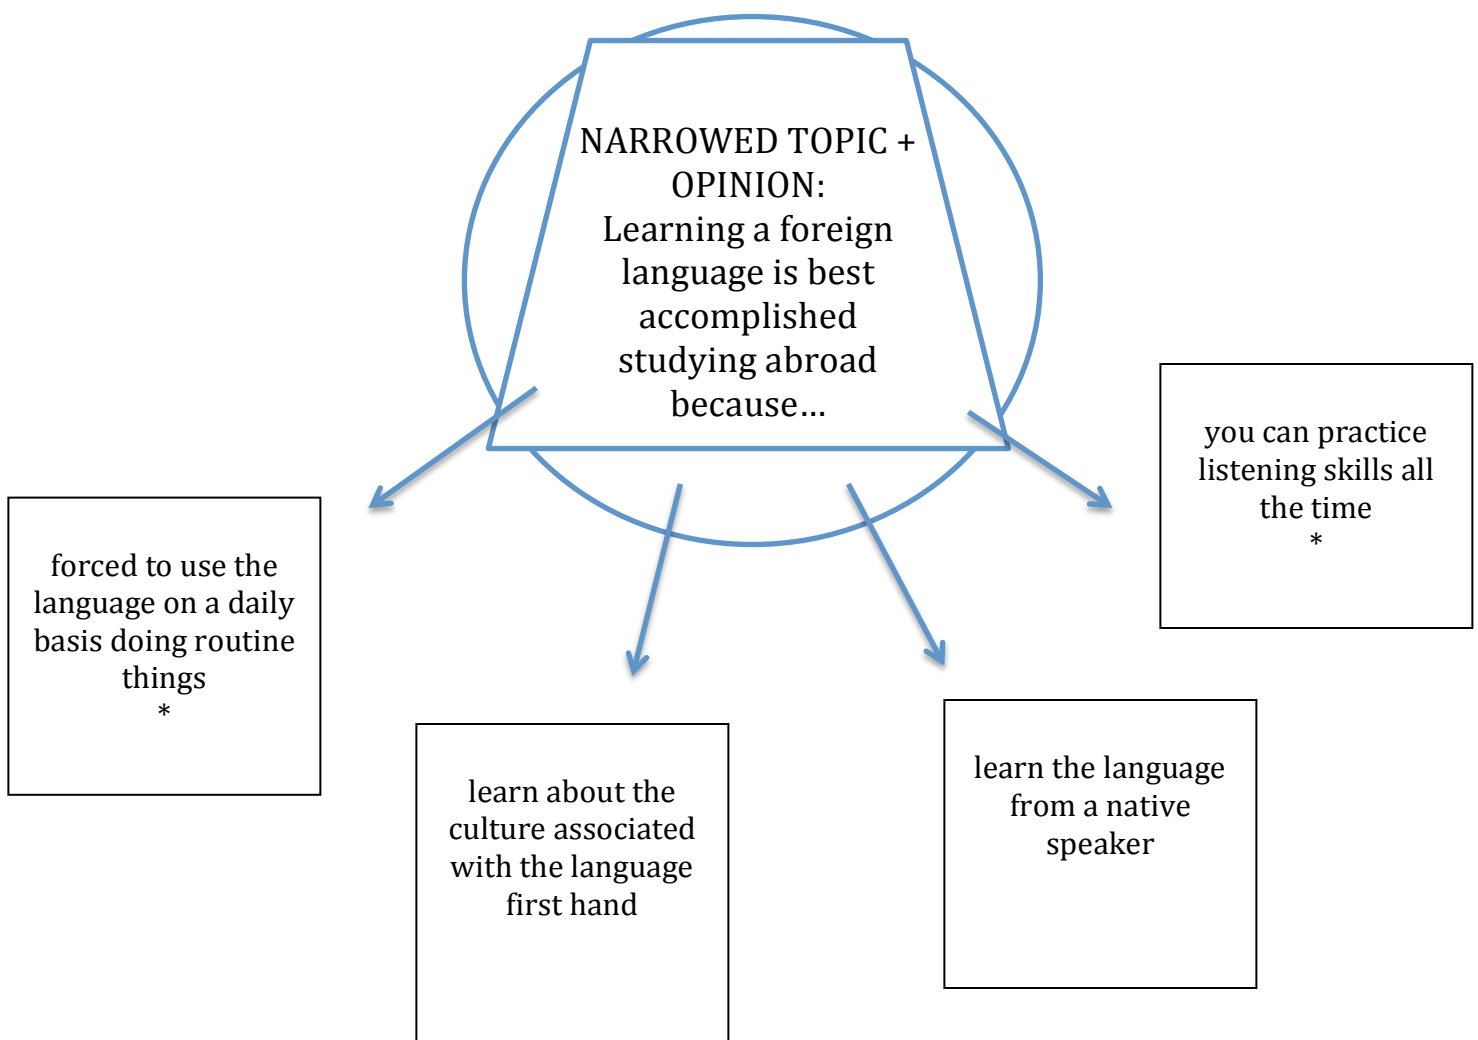 NARROWED TOPIC +
OPINION:
Learning a foreign
language is best
accomplished
studying abroad
because…
forced to use the
language on a daily
basis doing routine
things
*
learn about the
culture associated
with the language
first hand
learn the language
from a native
speaker
you can practice
listening skills all
the time
*